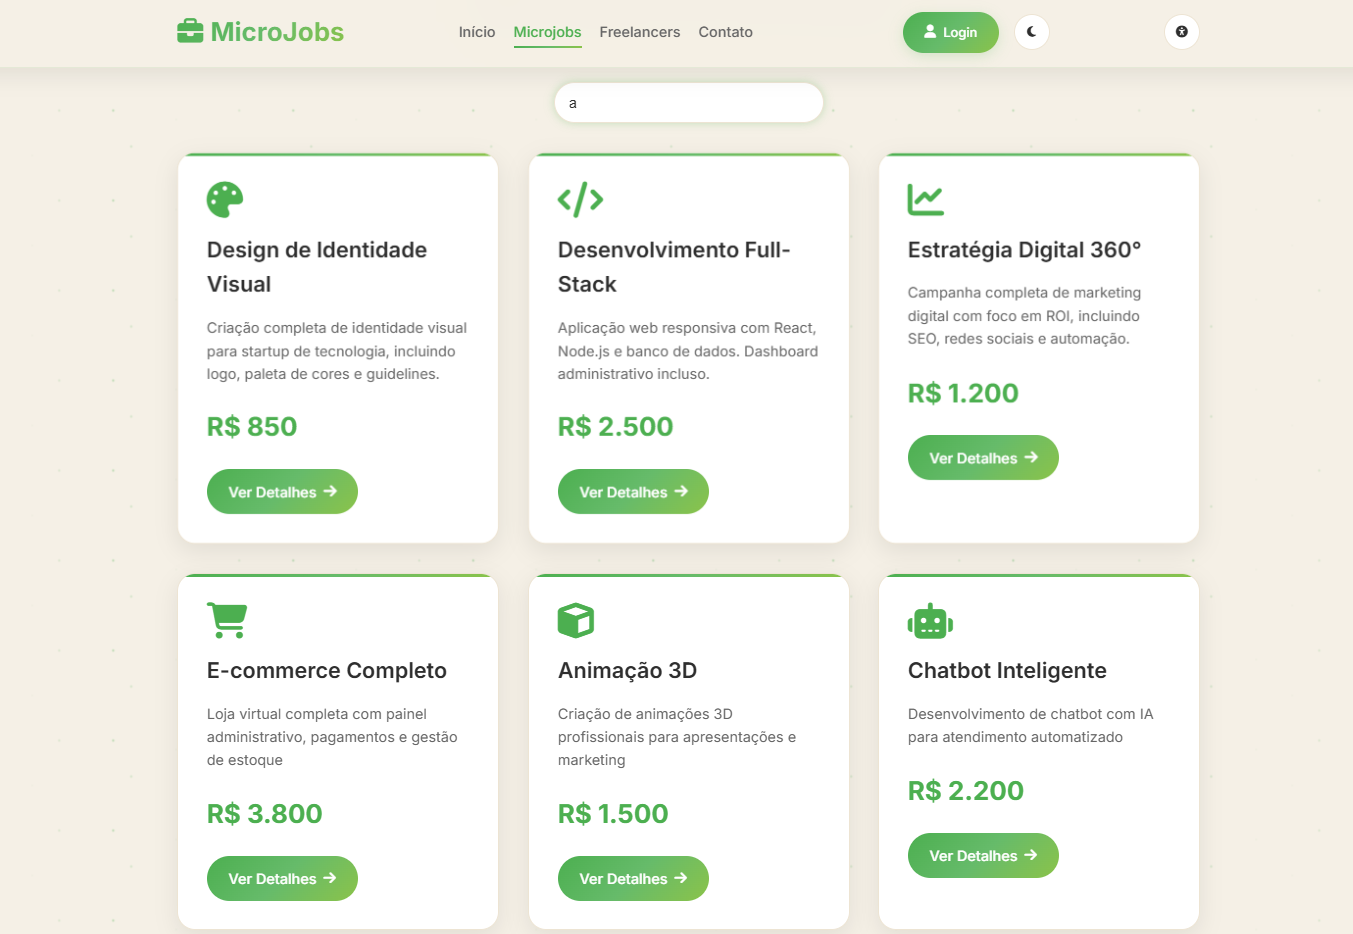 MicroJobs
Início
Microjobs
Freelancers
Contato
Login
a
Design de Identidade
Visual
Criação completa de identidade visual
para startup de tecnologia, incluindo
logo, paleta de cores e guidelines.
R$ 850
Ver Detalhes
Desenvolvimento Full-
Stack
Aplicação web responsiva com React,
Node.js e banco de dados. Dashboard
administrativo incluso.
R$ 2.500
Ver Detalhes
Estratégia Digital 360°
Campanha completa de marketing
digital com foco em ROI, incluindo
SEO, redes sociais e automação.
R$ 1.200
Ver Detalhes
E-commerce Completo
Loja virtual completa com painel
administrativo, pagamentos e gestão
de estoque
R$ 3.800
Ver Detalhes
Animação 3D
Criação de animações 3D
profissionais para apresentações e
marketing
R$ 1.500
Ver Detalhes
Chatbot Inteligente
Desenvolvimento de chatbot com IA
para atendimento automatizado
R$ 2.200
Ver Detalhes